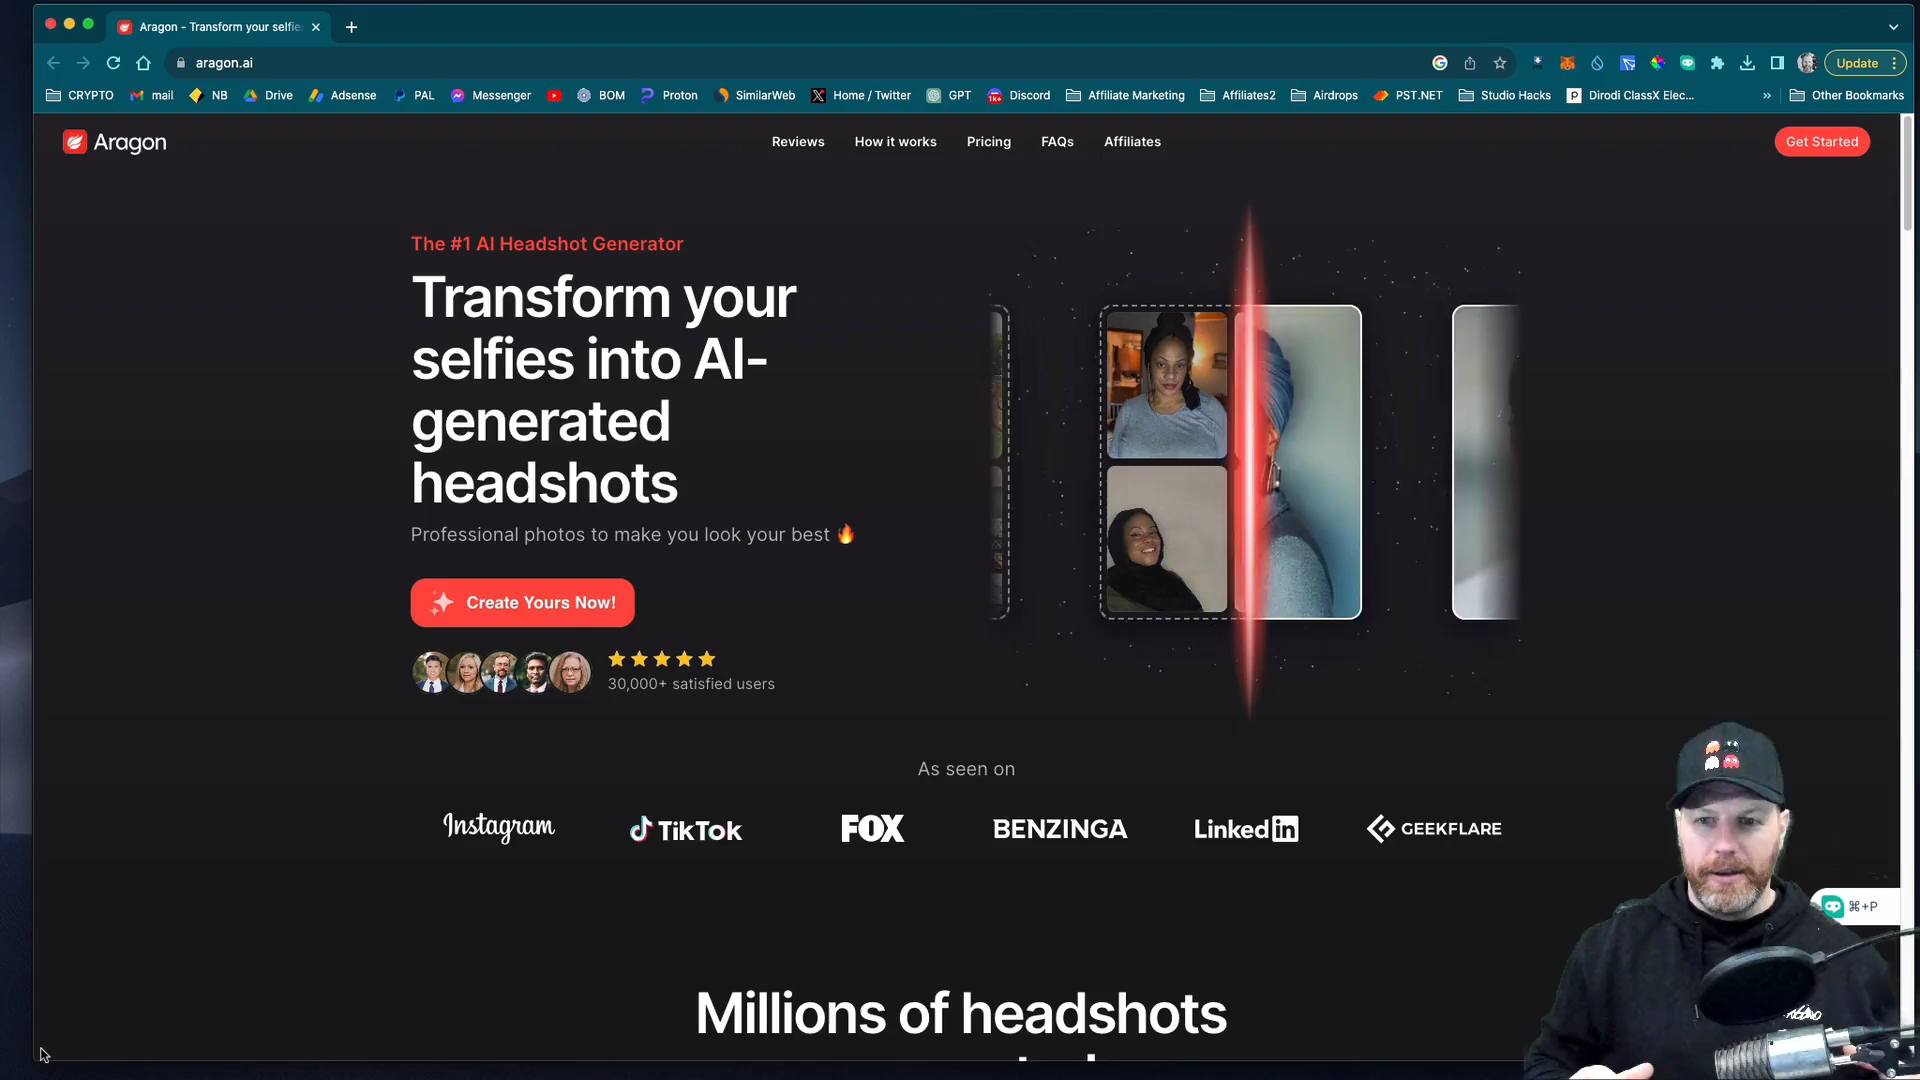 Aragon - Transform your selfie
aragon.ai
Update
CRYPTO
mail
NB
Drive
Adsense
PAL
Messenger
BOM
Proton
SimilarWeb
Home / Twitter
GPT
1K+
Discord
Affiliate Marketing
Affiliates2
Airdrops
PST.NET
Studio Hacks
P
Dirodi ClassX Elec...
»
Other Bookmarks
Aragon
Reviews
How it works
Pricing
FAQs
Affiliates
Get Started
The #1 AI Headshot Generator
Transform your
selfies into AI-
generated
headshots
Professional photos to make you look your best 🔥
Create Yours Now!
30,000+ satisfied users
As seen on
Instagram
TikTok
FOX
BENZINGA
Linked in
GEEKFLARE
⌘+P
Millions of headshots